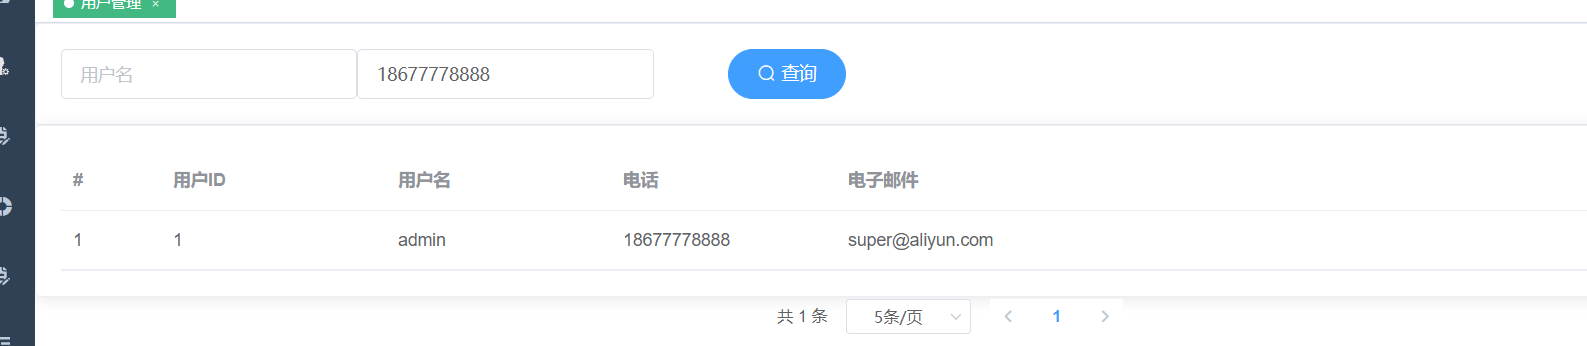 用户管理 ×
用户名 18677778888 查询
# 用户ID 用户名 电话 电子邮件
1 1 admin 18677778888 super@aliyun.com
共 1 条 5条/页 1